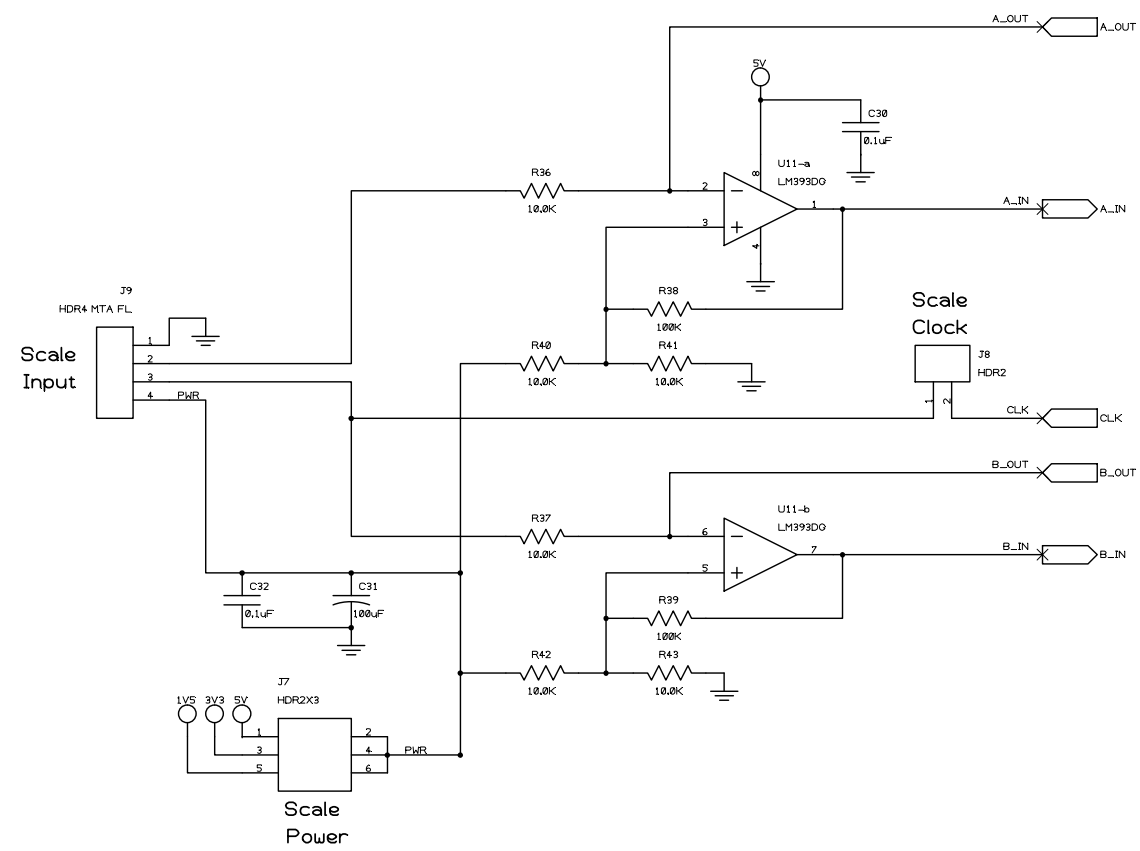 A_OUT
A_OUT
5V
C30
0.1uF
U11-a
LM393DG
8
R36
10.0K
2
3
4
1
A_IN
A_IN
J9
HDR4 MTA FL
R38
100K
Scale
Clock
Scale
Input
1
2
3
4
PWR
R40
10.0K
R41
10.0K
J8
HDR2
1
2
CLK
CLK
B_OUT
B_OUT
U11-b
LM393DG
R37
10.0K
6
5
7
B_IN
B_IN
C32
0.1uF
C31
100uF
R39
100K
R42
10.0K
R43
10.0K
J7
HDR2X3
1V5
3V3
5V
1
3
5
2
4
6
PWR
Scale
Power